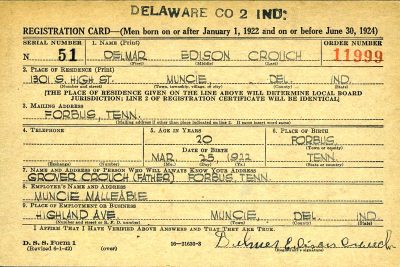 DELAWARE CO 2 IND:
REGISTRATION CARD—(Men born on or after January 1, 1922 and on or before June 30, 1924)
SERIAL NUMBER 1. Name (Print) ORDER NUMBER
N 51 DELMAR EDISON CROUCH 11999
(First) (Middle) (Last)
2. Place of Residence (Print)
1301 S. HIGH ST. MUNCIE DEL. IND.
(Number and street) (Town, township, village, or city) (County) (State)
[THE PLACE OF RESIDENCE GIVEN ON THE LINE ABOVE WILL DETERMINE LOCAL BOARD
JURISDICTION; LINE 2 OF REGISTRATION CERTIFICATE WILL BE IDENTICAL]
3. Mailing Address
FORBUS, TENN.
[Mailing address if other than place indicated on line 2. If same insert word same]
4. Telephone 5. Age in Years 6. Place of Birth
20 FORBUS
Date of Birth (Town or county)
MAR. 25, 1922 TENN.
(Exchange) (Number) (Mo.) (Day) (Yr.) (State or country)
7. Name and Address of Person Who Will Always Know Your Address
GROVER CROUCH (FATHER) FORBUS, TENN.
8. Employer's Name and Address
MUNCIE MALLEABLE
9. Place of Employment or Business
HIGHLAND AVE MUNCIE DEL. IND.
(Number and street or R. F. D. number) (Town) (County) (State)
I Affirm That I Have Verified Above Answers and That They Are True.
D. S. S. Form 1
(Revised 6-1-42) (over) 16—21630-3 Delmer Edison Crouch